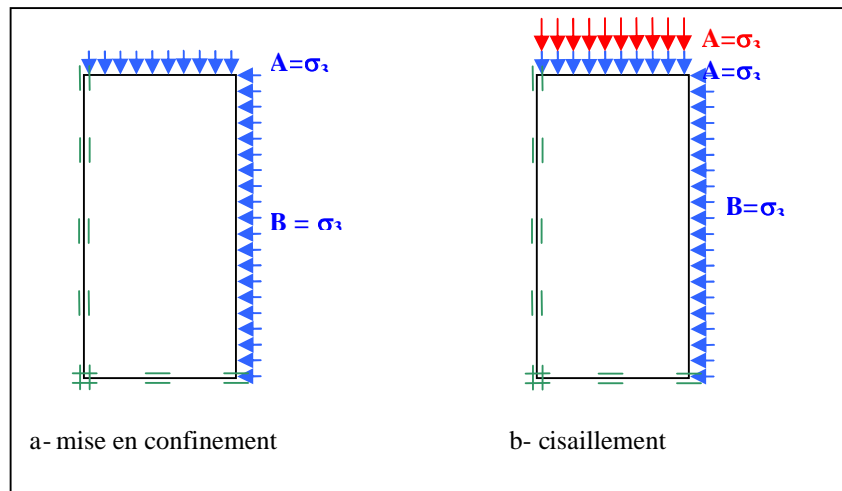 A=σ₃
B = σ₃
a- mise en confinement
A=σ₃
A=σ₃
B=σ₃
b- cisaillement